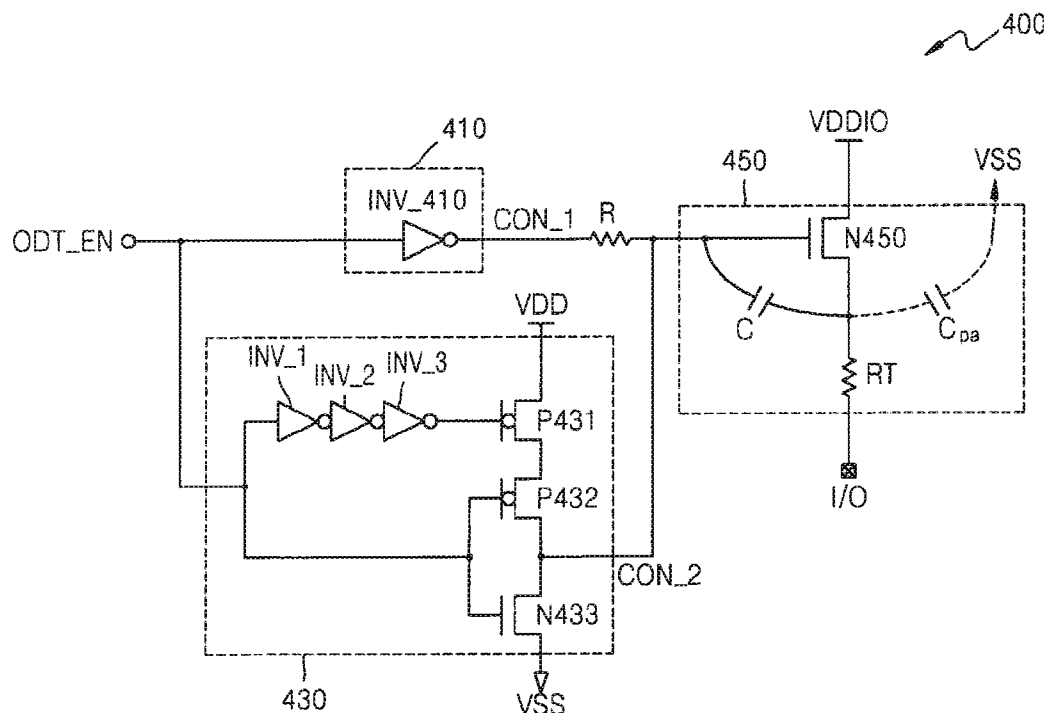 400
VDDIO
410
450
VSS
INV_410
CON_1
R
ODT_EN
N450
VDD
C
Cpa
INV_1
INV_2
INV_3
RT
P431
P432
I/O
CON_2
N433
430
VSS